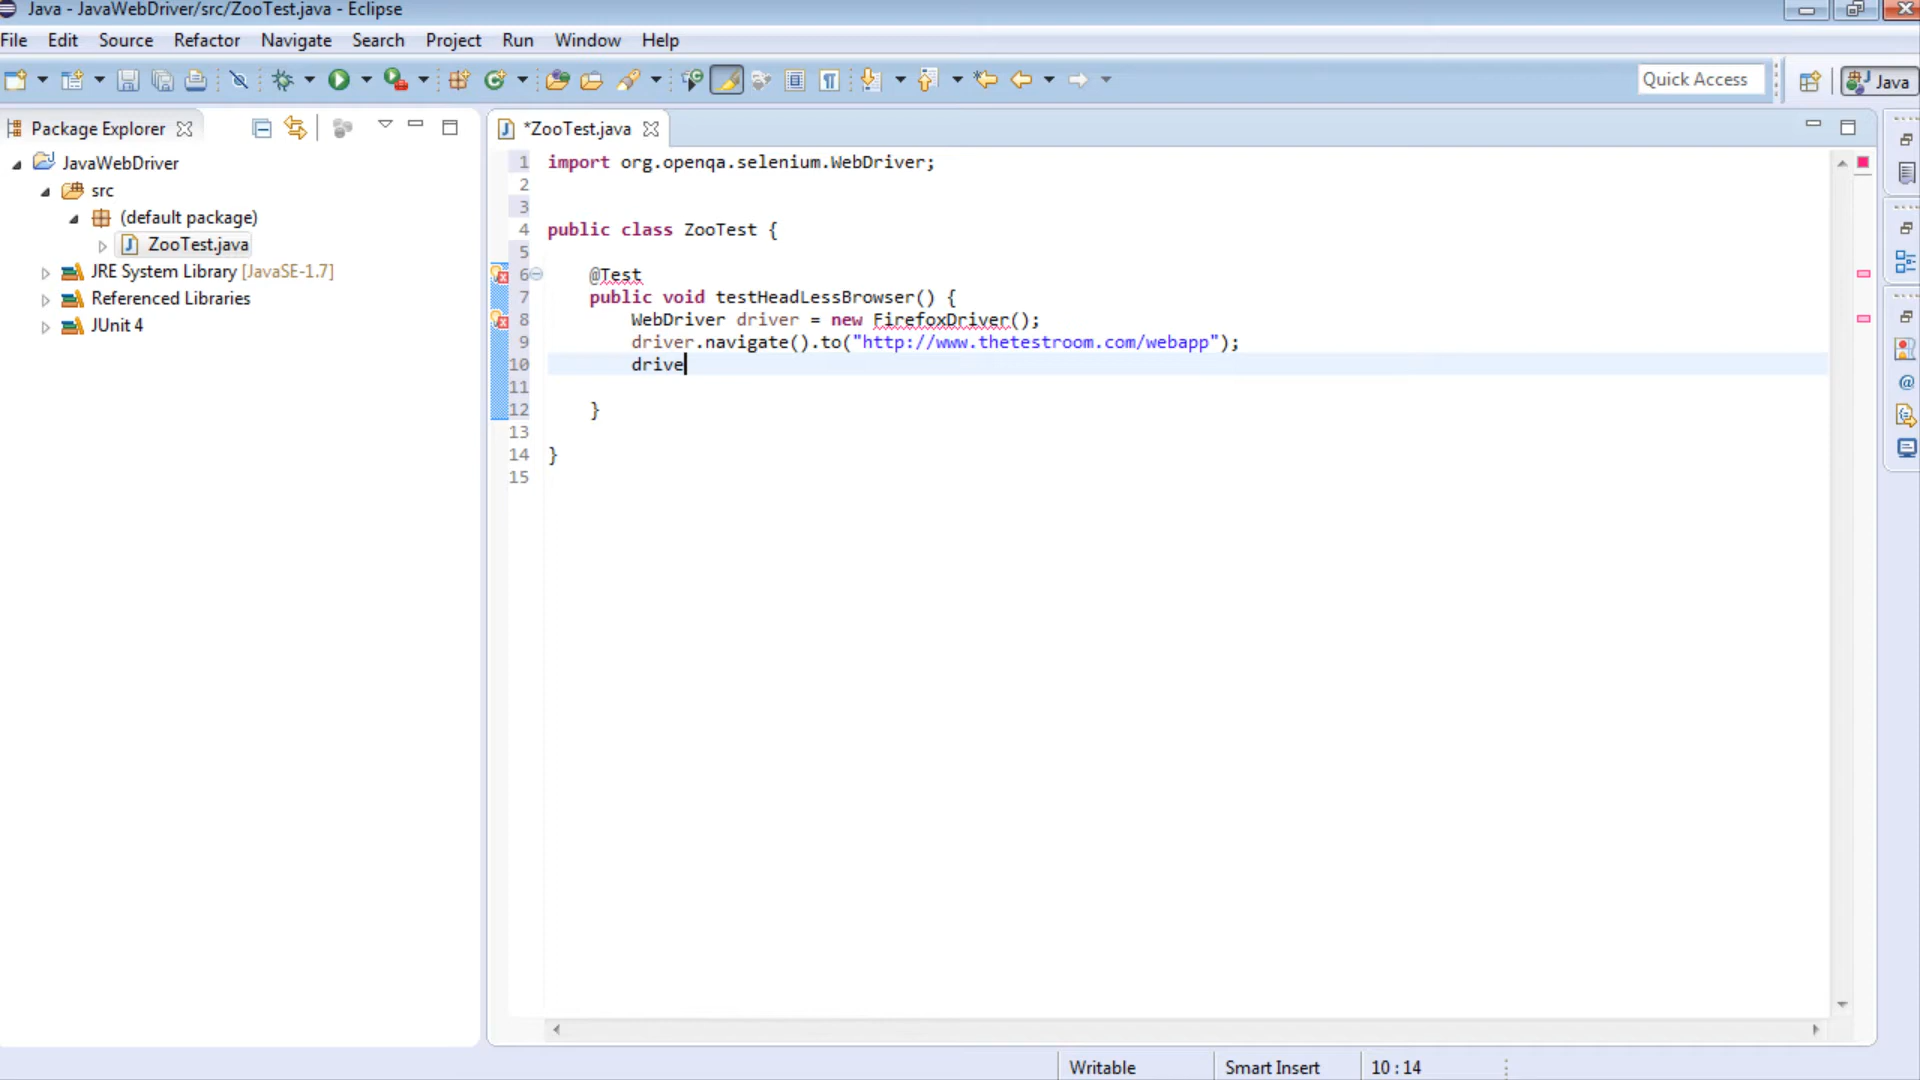 Java - JavaWebDriver/src/ZooTest.java - Eclipse
File Edit Source Refactor Navigate Search Project Run Window Help
Quick Access
Java
Package Explorer
JavaWebDriver
src
(default package)
ZooTest.java
JRE System Library [JavaSE-1.7]
Referenced Libraries
JUnit 4
*ZooTest.java
1 import org.openqa.selenium.WebDriver;
2
3
4 public class ZooTest {
5
6 @Test
7 public void testHeadLessBrowser() {
8 WebDriver driver = new FirefoxDriver();
9 driver.navigate().to("http://www.thetestroom.com/webapp");
10 drive
11
12 }
13
14 }
15
Writable Smart Insert 10 : 14